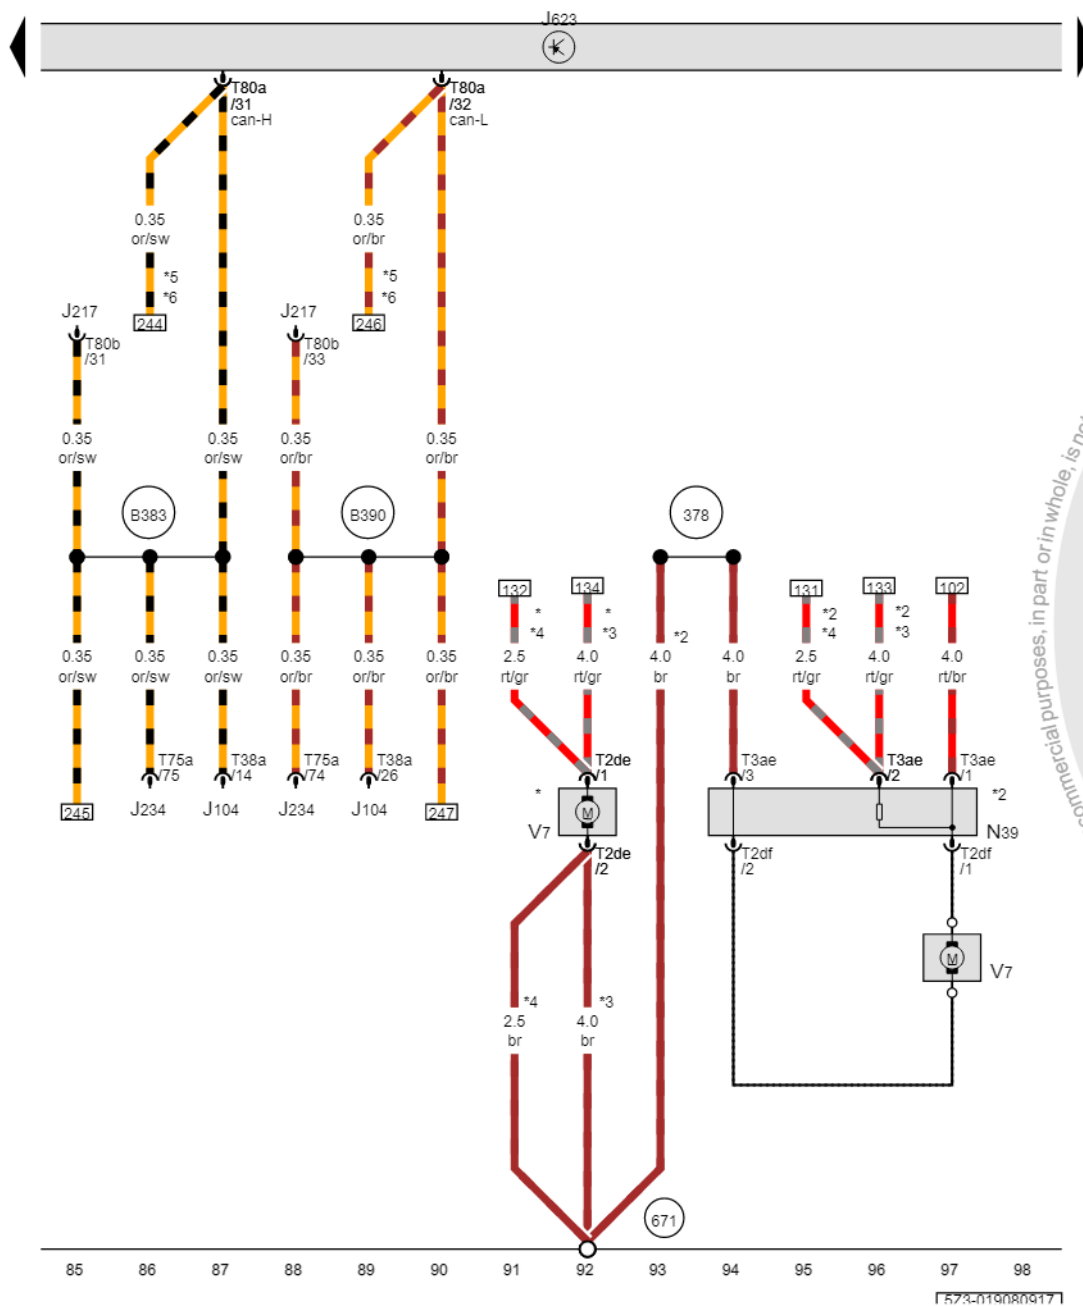 J623
T80a
/31
can-H
T80a
/32
can-L
0.35
or/sw
0.35
or/br
*5
*6
*5
*6
244
246
J217
T80b
/31
J217
T80b
/33
0.35
or/sw
0.35
or/sw
0.35
or/br
0.35
or/br
B383
B390
378
132
*
*4
134
*
*3
*2
131
*2
*4
133
*2
*3
102
0.35
or/sw
0.35
or/sw
0.35
or/sw
0.35
or/br
0.35
or/br
0.35
or/br
2.5
rt/gr
4.0
rt/gr
4.0
br
4.0
br
2.5
rt/gr
4.0
rt/gr
4.0
rt/br
T75a
/75
T38a
/14
T75a
/74
T38a
/26
T2de
/1
T3ae
/3
T3ae
/2
T3ae
/1
245
J234
J104
J234
J104
247
*
M
V7
*2
N39
T2de
/2
T2df
/2
T2df
/1
M
V7
*4
2.5
br
*3
4.0
br
671
85 86 87 88 89 90 91 92 93 94 95 96 97 98
573-019080917
commercial purposes, in part or in whole, is not